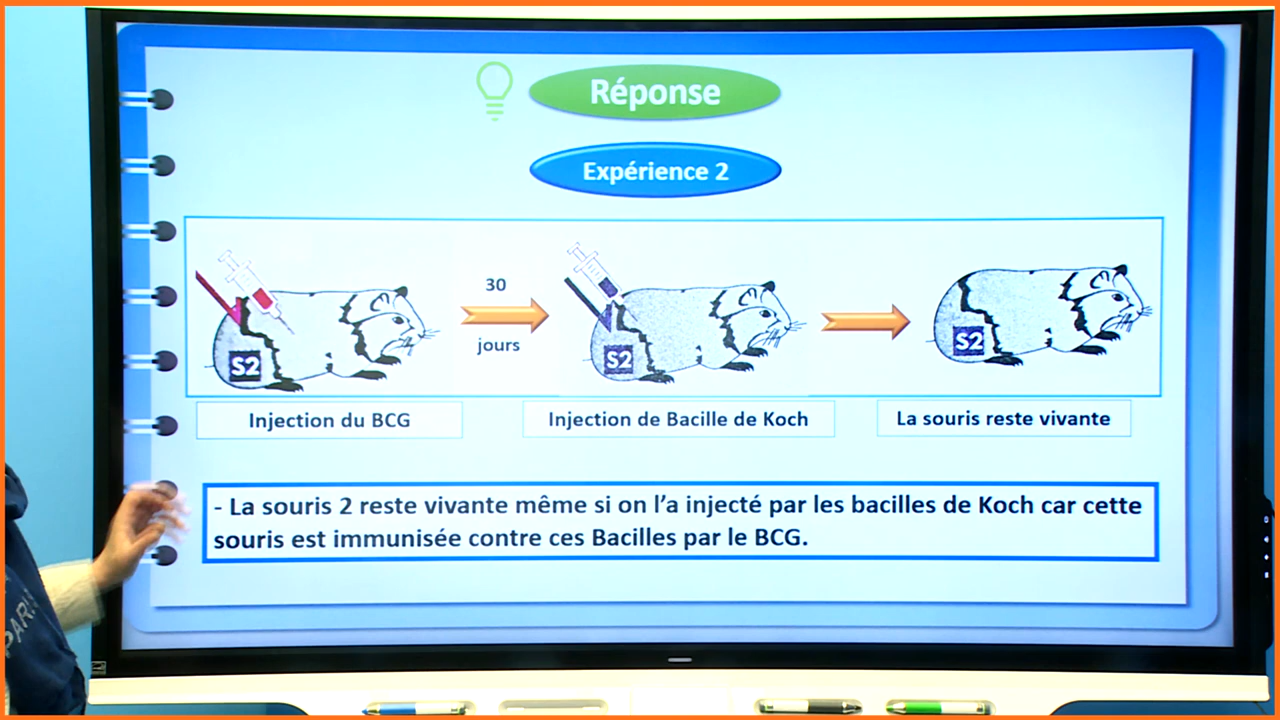 Réponse
Expérience 2
30
jours
S2
S2
S2
Injection du BCG
Injection de Bacille de Koch
La souris reste vivante
- La souris 2 reste vivante même si on l'a injecté par les bacilles de Koch car cette
souris est immunisée contre ces Bacilles par le BCG.
PARI